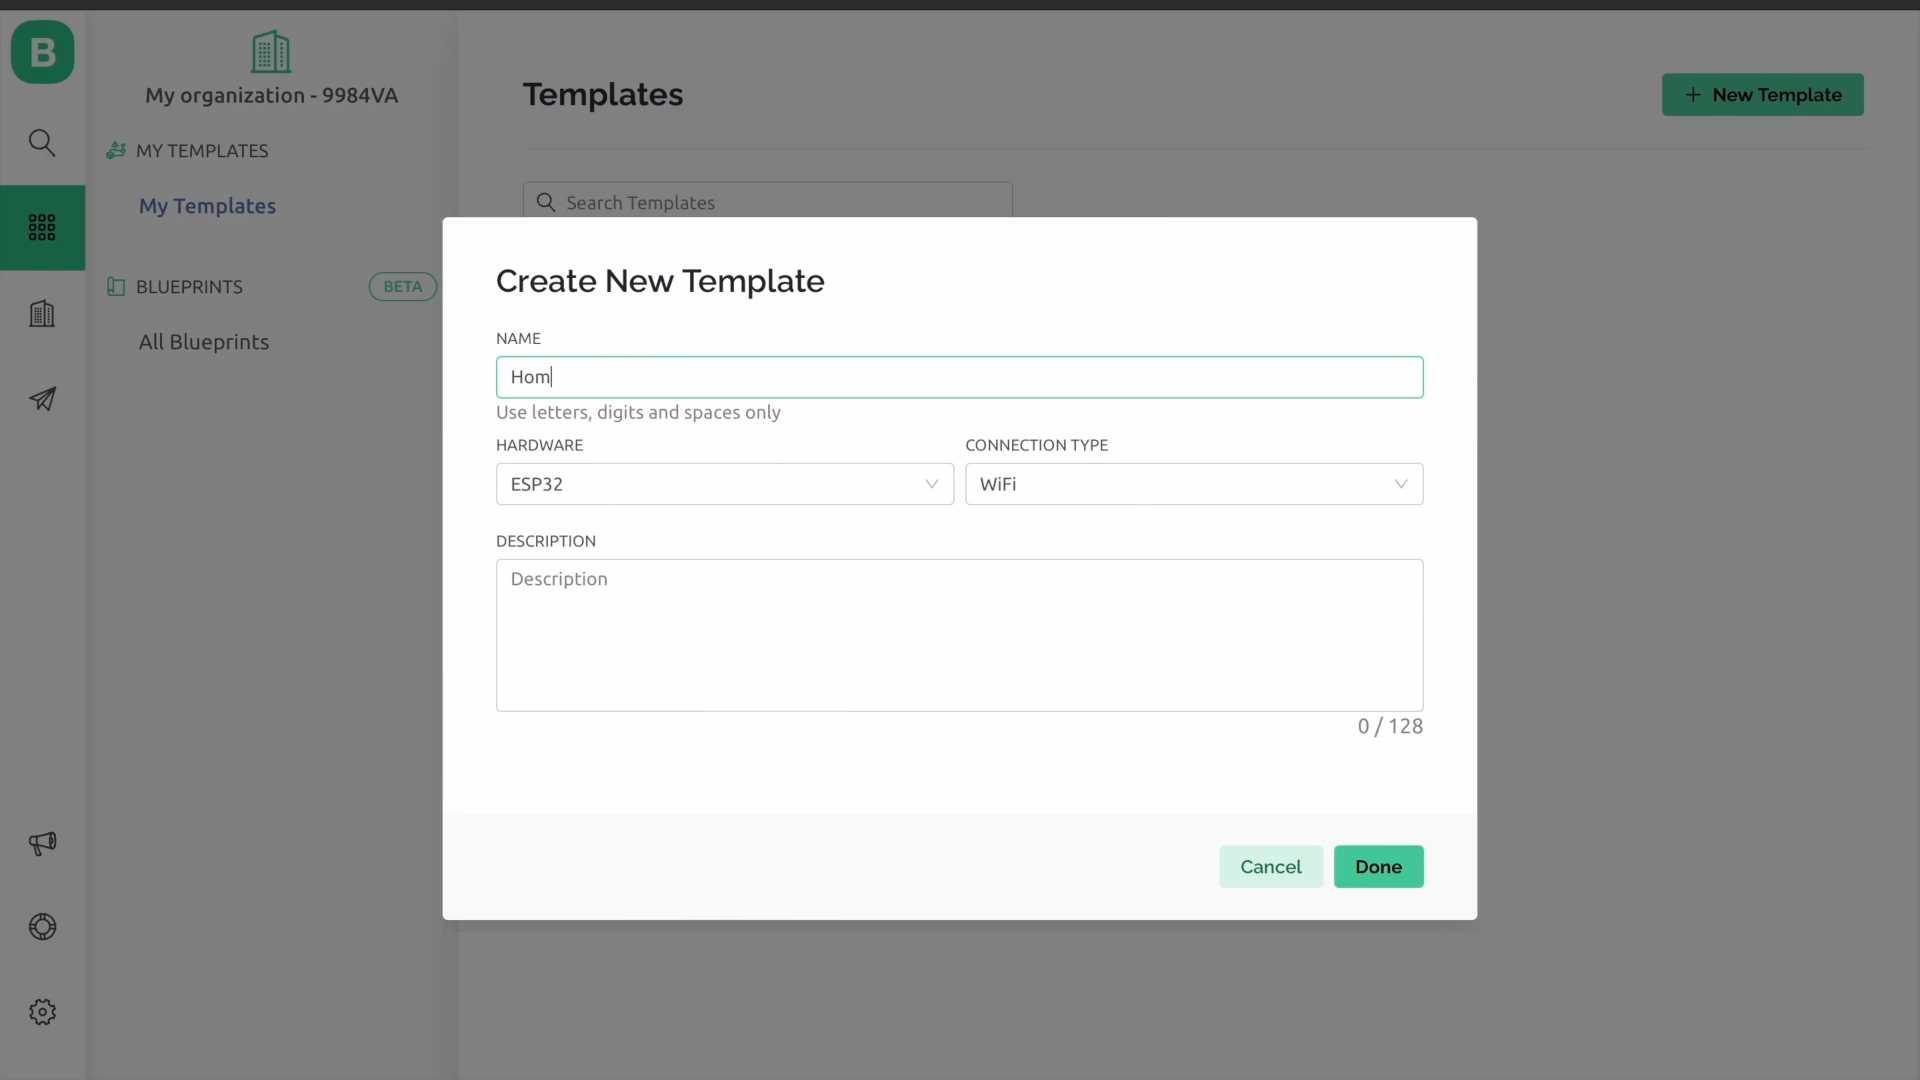 B
My organization - 9984VA
MY TEMPLATES
My Templates
BLUEPRINTS
BETA
All Blueprints
Templates
+ New Template
Search Templates
Create New Template
NAME
Hom
Use letters, digits and spaces only
HARDWARE
CONNECTION TYPE
ESP32
WiFi
DESCRIPTION
Description
0 / 128
Cancel
Done